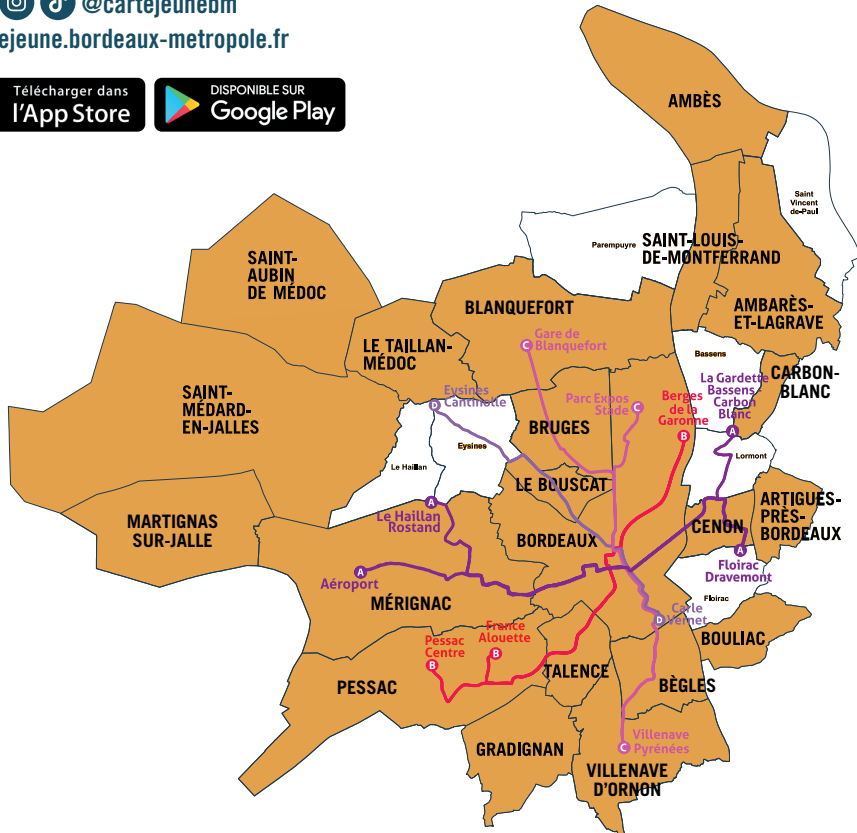 @cartejeunebm
ejeune.bordeaux-metropole.fr
Télécharger dans
l'App Store
DISPONIBLE SUR
Google Play
AMBÈS
Saint
Vincent
de-Paul
Parempuyre
SAINT-LOUIS-
DE-MONTFERRAND
SAINT-
AUBIN
DE MÉDOC
BLANQUEFORT
AMBARÈS-
ET-LAGRAVE
C
Gare de
Blanquefort
LE TAILLAN-
MÉDOC
Bassens
CARBON-
BLANC
La Gardette
Bassens -
Carbon
Blanc
A
SAINT-
MÉDARD-
EN-JALLES
Eysines
Cantinolle
D
Parc Expos
Stade
C
Berges
de la
Garonne
B
BRUGES
Eysines
Le Haillan
Lormont
LE BOUSCAT
ARTIGUES-
PRÈS-
BORDEAUX
A
Le Haillan
Rostand
MARTIGNAS
SUR-JALLE
BORDEAUX
CENON
A
Floirac
Dravemont
A
Aéroport
MÉRIGNAC
Floirac
Carle
Vernet
D
Pessac
Centre
B
France
Alouette
B
BOULIAC
TALENCE
PESSAC
BÈGLES
GRADIGNAN
C
Villenave
Pyrénées
VILLENAVE
D'ORNON